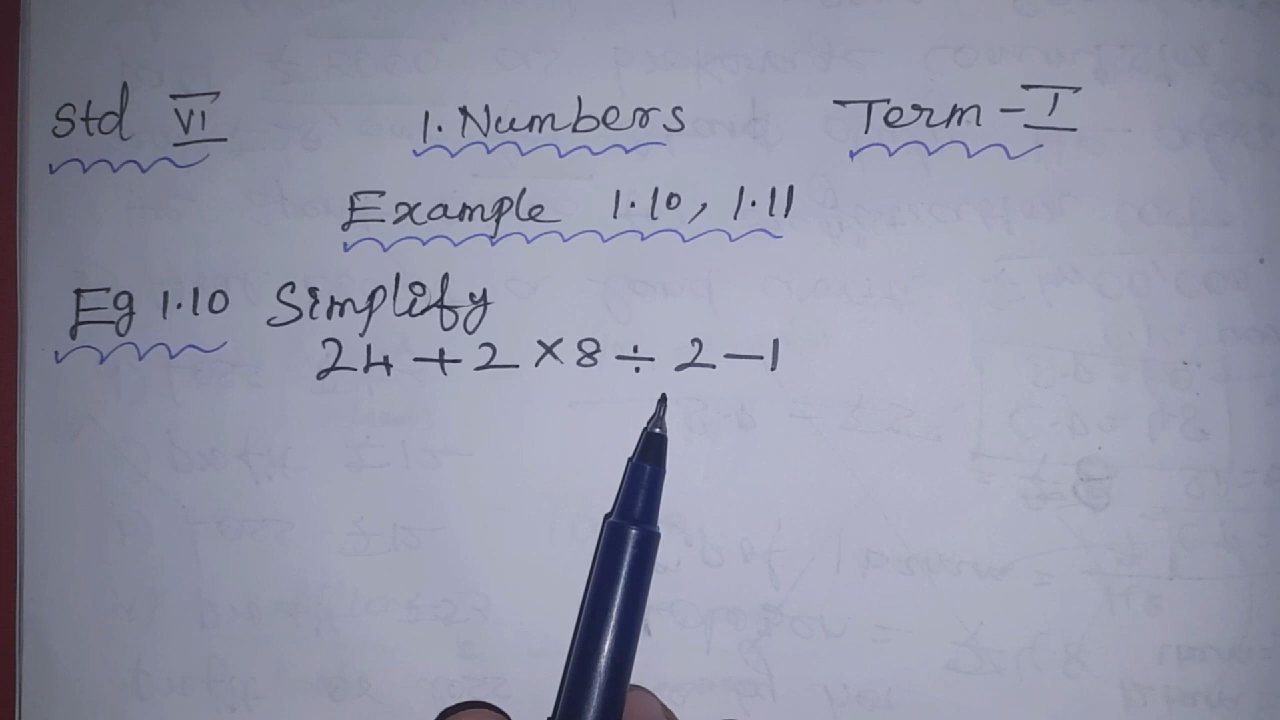 Std VI 1. Numbers Term - I
Example 1.10, 1.11
Eg 1.10 Simplify
24 + 2 × 8 ÷ 2 - 1